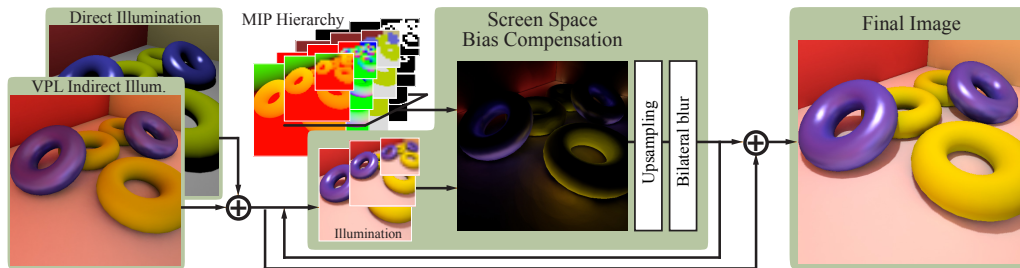 Direct Illumination
VPL Indirect Illum.
MIP Hierarchy
Illumination
Screen Space
Bias Compensation
Upsampling
Bilateral blur
Final Image